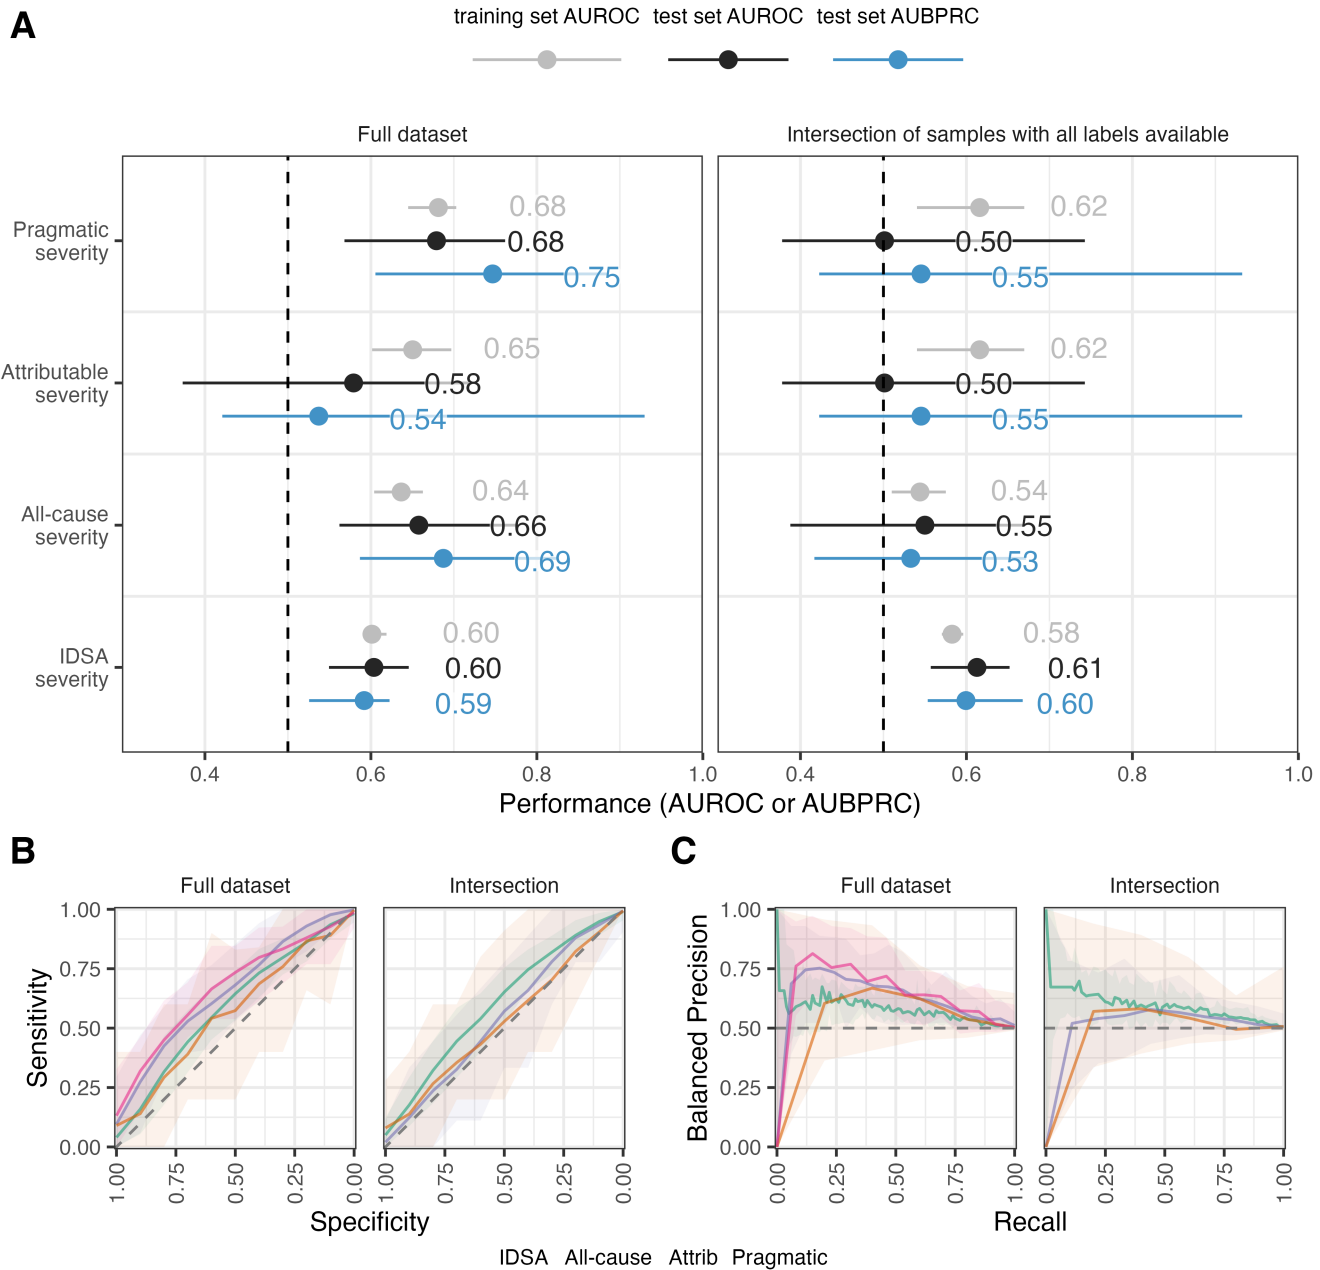 A
training set AUROC test set AUROC test set AUBPRC
Full dataset
Intersection of samples with all labels available
Pragmatic
severity
0.68
0.68
0.75
0.62
0.50
0.55
Attributable
severity
0.65
0.58
0.54
0.62
0.50
0.55
All-cause
severity
0.64
0.66
0.69
0.54
0.55
0.53
IDSA
severity
0.60
0.60
0.59
0.58
0.61
0.60
0.4 0.6 0.8 1.0 0.4 0.6 0.8 1.0
Performance (AUROC or AUBPRC)
B
Full dataset
Intersection
Sensitivity
1.00
0.75
0.50
0.25
0.00
1.00 0.75 0.50 0.25 0.00 1.00 0.75 0.50 0.25 0.00
Specificity
C
Full dataset
Intersection
Balanced Precision
1.00
0.75
0.50
0.25
0.00
0.00 0.25 0.50 0.75 1.00 0.00 0.25 0.50 0.75 1.00
Recall
IDSA All-cause Attrib Pragmatic